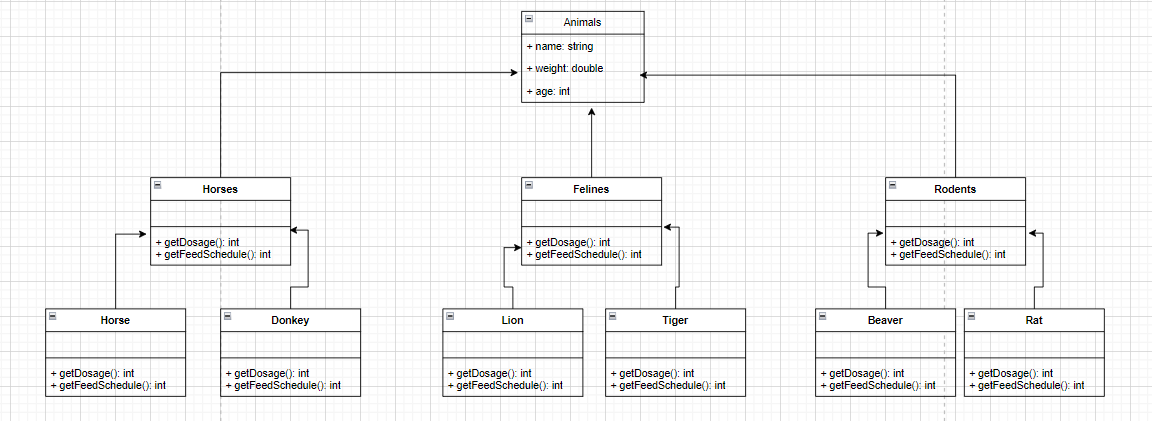 Animals
+ name: string
+ weight: double
+ age: int
Horses
+ getDosage(): int
+ getFeedSchedule(): int
Felines
+ getDosage(): int
+ getFeedSchedule(): int
Rodents
+ getDosage(): int
+ getFeedSchedule(): int
Horse
+ getDosage(): int
+ getFeedSchedule(): int
Donkey
+ getDosage(): int
+ getFeedSchedule(): int
Lion
+ getDosage(): int
+ getFeedSchedule(): int
Tiger
+ getDosage(): int
+ getFeedSchedule(): int
Beaver
+ getDosage(): int
+ getFeedSchedule(): int
Rat
+ getDosage(): int
+ getFeedSchedule(): int